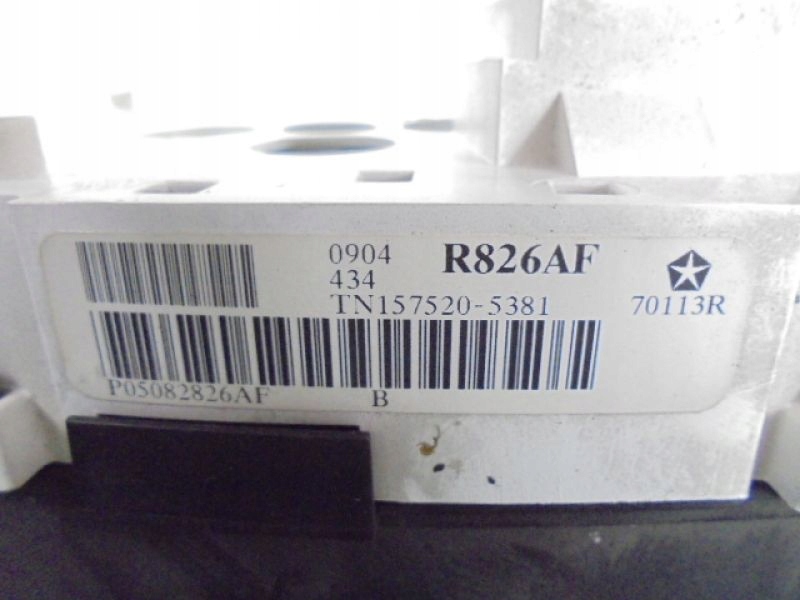 0904 R826AF
434
TN157520-5381 70113R
P05082826AF B